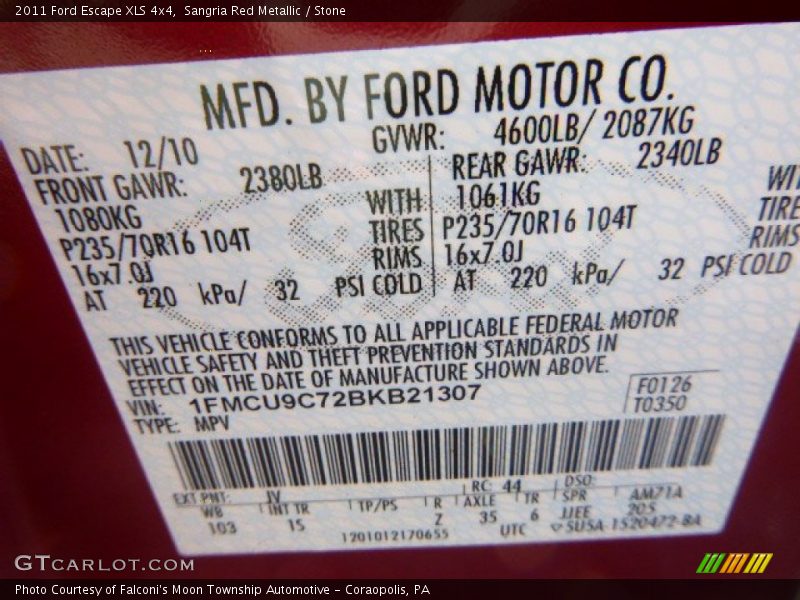 2011 Ford Escape XLS 4x4, Sangria Red Metallic / Stone
MFD. BY FORD MOTOR CO.
DATE: 12/10 GVWR: 4600LB/ 2087KG
FRONT GAWR: 2380LB REAR GAWR: 2340LB
1080KG WITH 1061KG WIT
P235/70R16 104T TIRES P235/70R16 104T TIRE
16x7.0J RIMS 16x7.0J RIMS
AT 220 kPa/ 32 PSI COLD AT 220 kPa/ 32 PSI COLD
THIS VEHICLE CONFORMS TO ALL APPLICABLE FEDERAL MOTOR
VEHICLE SAFETY AND THEFT PREVENTION STANDARDS IN
EFFECT ON THE DATE OF MANUFACTURE SHOWN ABOVE.
VIN: 1FMCU9C72BKB21307 F0126
TYPE: MPV T0350
EXT PNT: JV RC: 44 DSO:
WB INT TR TP/PS R AXLE TR SPR AM71A
103 15 Z 35 6 JJEE 205
1201012170655 UTC SUSA-1520472-BA
GTCARLOT.COM
Photo Courtesy of Falconi's Moon Township Automotive - Coraopolis, PA